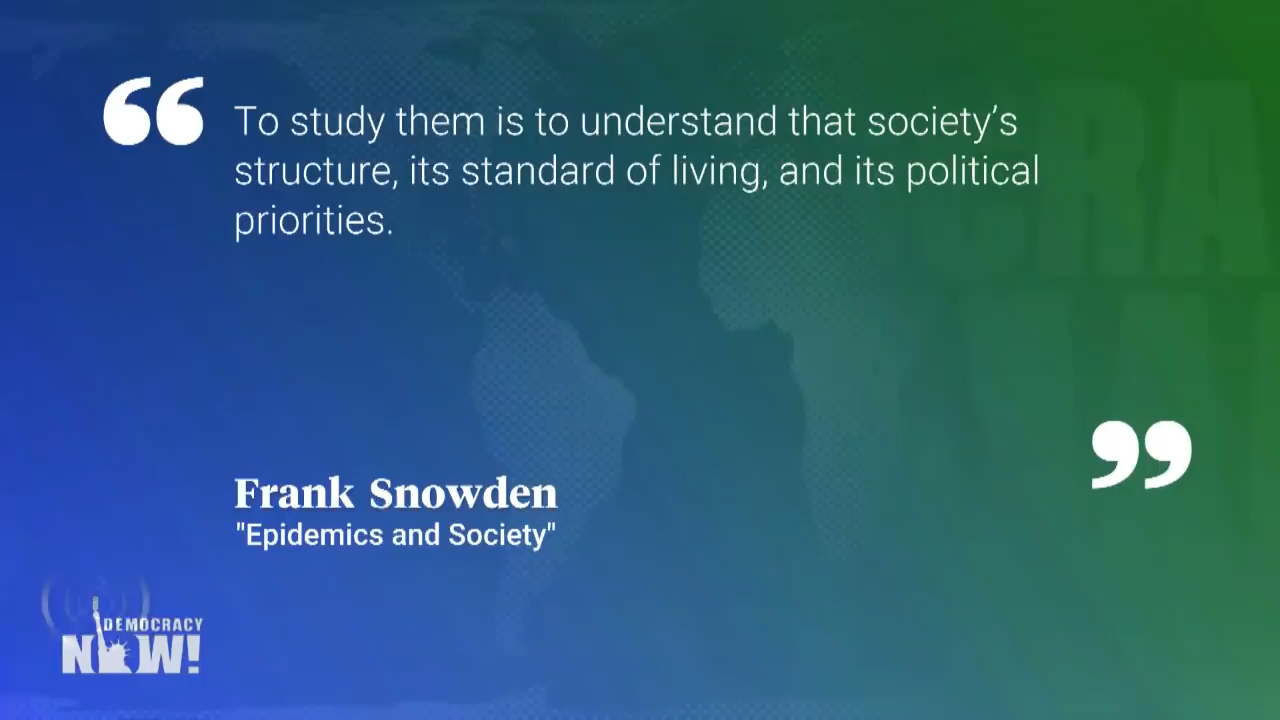 “ To study them is to understand that society’s
structure, its standard of living, and its political
priorities.
”
Frank Snowden
"Epidemics and Society"
DEMOCRACY
NOW!